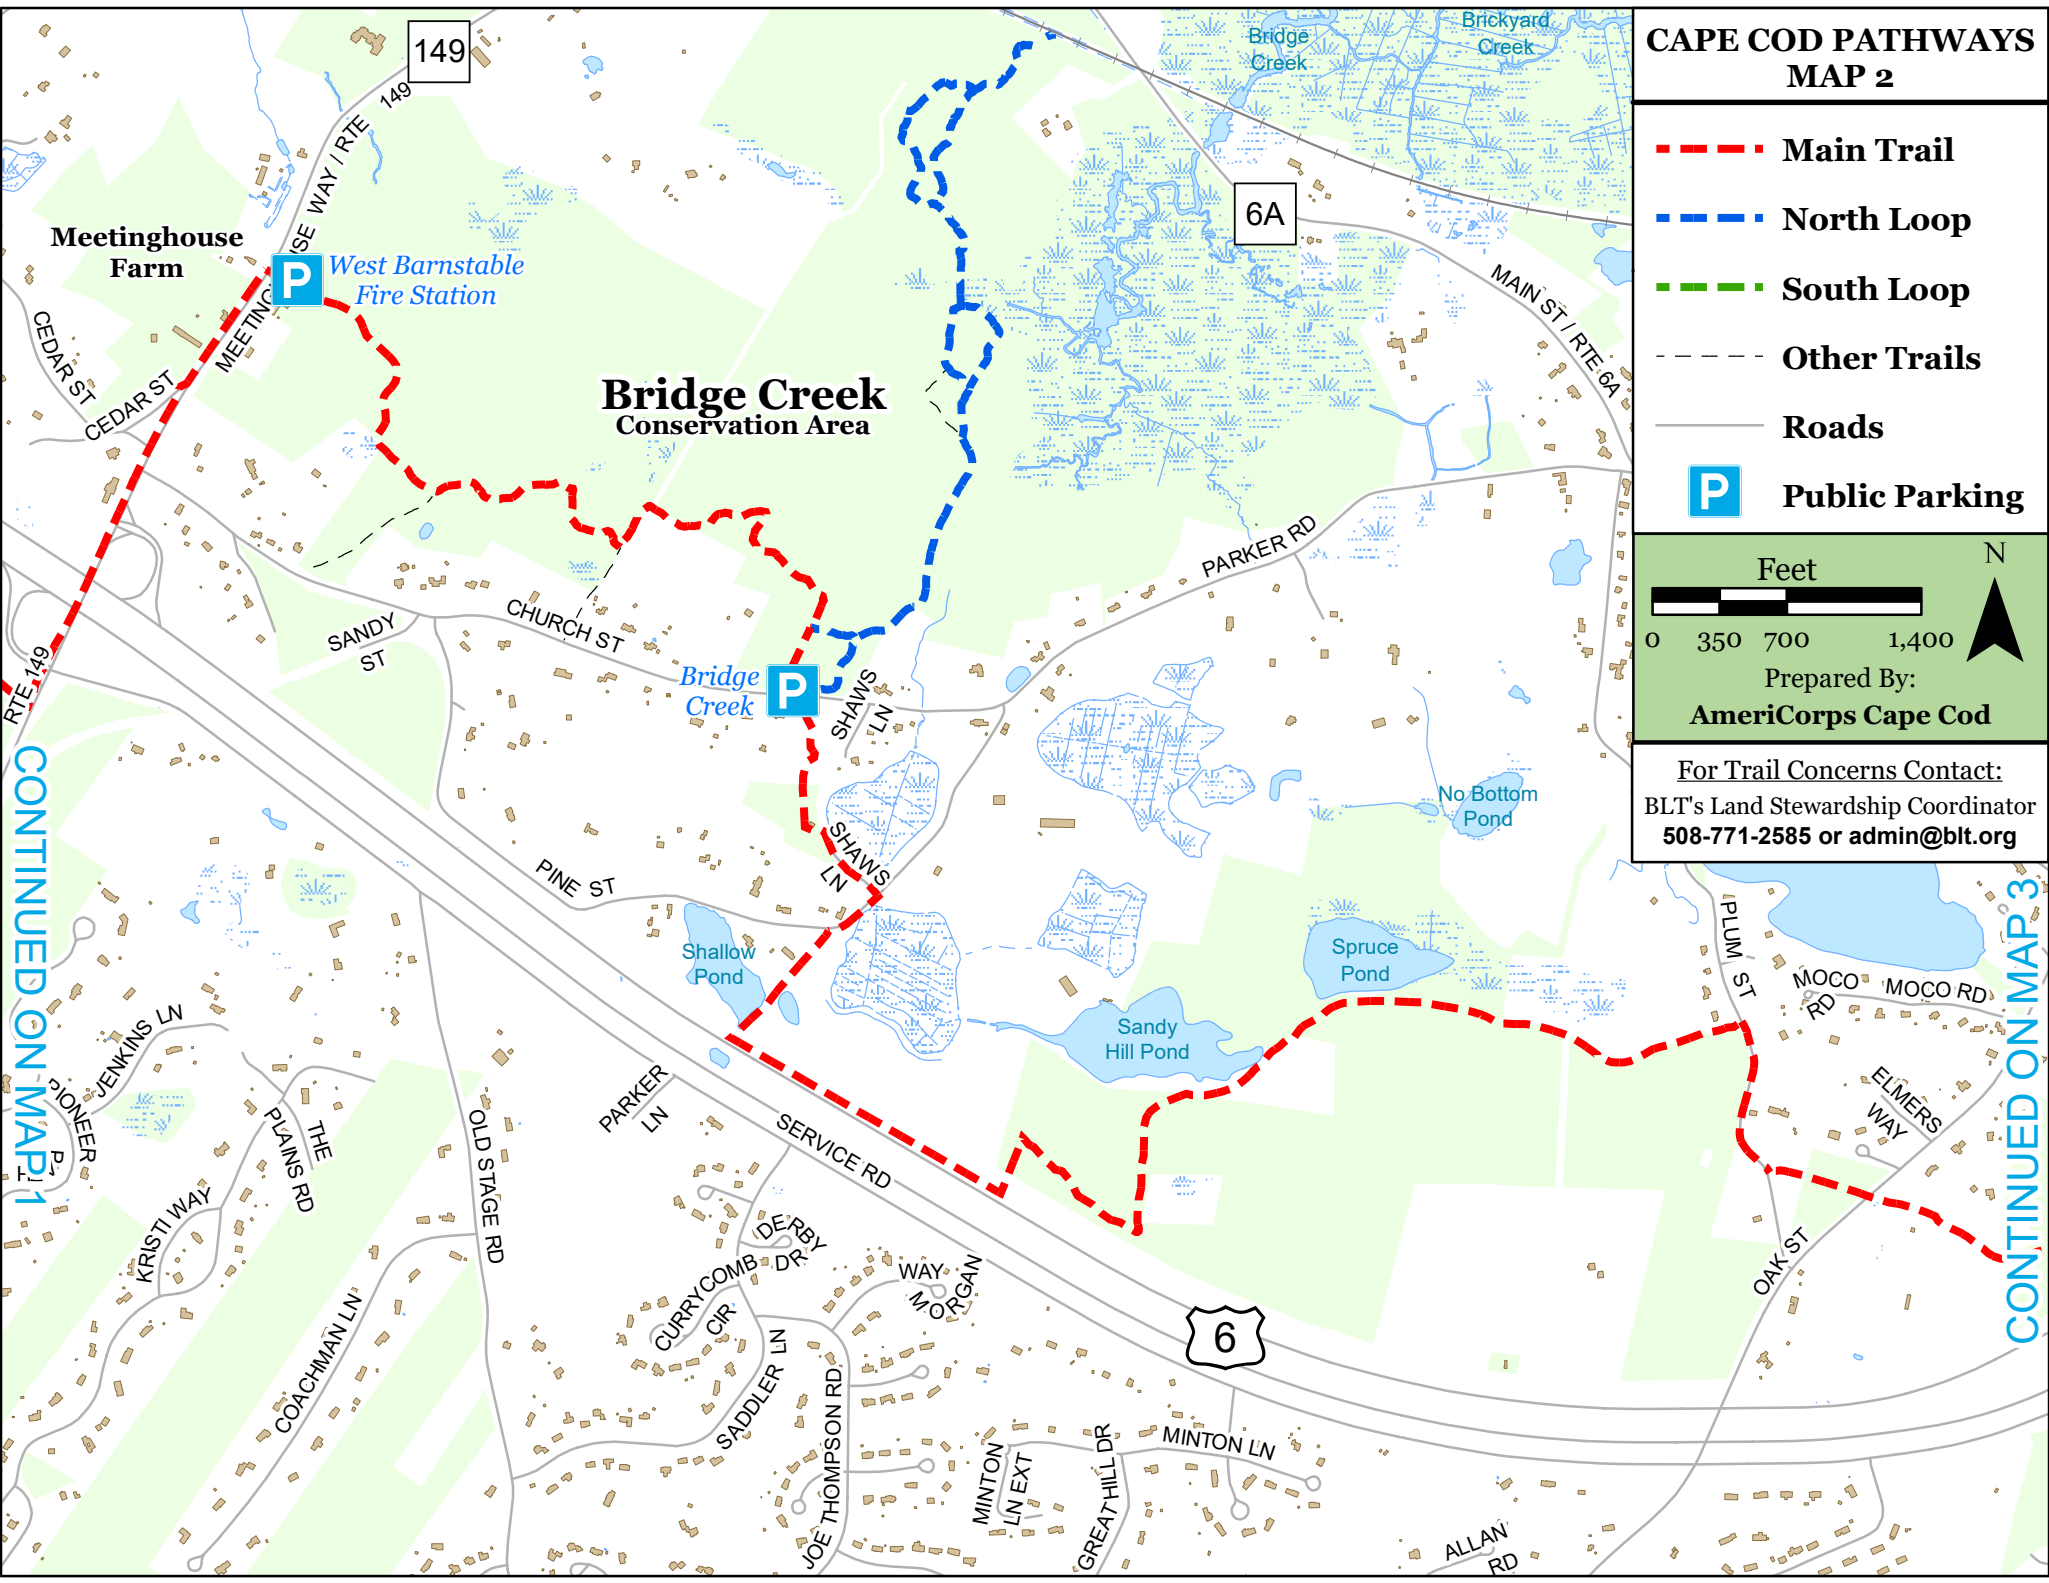 CAPE COD PATHWAYS
MAP 2
Main Trail
North Loop
South Loop
Other Trails
Roads
P
Public Parking
Feet
N
0 350 700 1,400
Prepared By:
AmeriCorps Cape Cod
For Trail Concerns Contact:
BLT's Land Stewardship Coordinator
508-771-2585 or admin@blt.org
149
149
Bridge
Creek
Brickyard
Creek
6A
Meetinghouse
Farm
P
West Barnstable
Fire Station
WAY / RTE
CEDAR ST
CEDAR ST
MAIN ST / RTE 6A
Bridge Creek
Conservation Area
PARKER RD
SANDY
ST
CHURCH ST
RTE 149
Bridge
Creek
P
SHAWS
LN
CONTINUED ON MAP 1
No Bottom
Pond
PINE ST
SHAWS
LN
Shallow
Pond
Spruce
Pond
Sandy
Hill Pond
PLUM ST
MOCO
RD
MOCO RD
CONTINUED ON MAP 3
JENKINS LN
PIONEER
THE
PLAINS RD
PARKER
LN
OLD STAGE RD
SERVICE RD
ELMERS
WAY
KRISTI WAY
DERBY
DR
CURRYCOMB
CIR
WAY
MORGAN
OAK ST
COACHMAN LN
SADDLER LN
6
JOE THOMPSON RD
MINTON
LN EXT
GREAT HILL DR
MINTON LN
ALLAN
RD